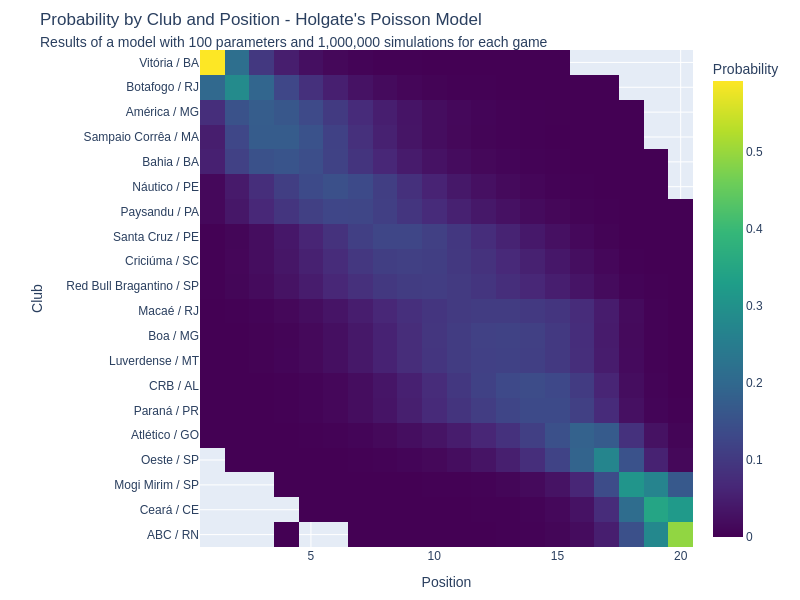 Probability by Club and Position - Holgate's Poisson Model
Results of a model with 100 parameters and 1,000,000 simulations for each game
Vitória / BA
Botafogo / RJ
América / MG
Sampaio Corrêa / MA
Bahia / BA
Náutico / PE
Paysandu / PA
Santa Cruz / PE
Criciúma / SC
Red Bull Bragantino / SP
Macaé / RJ
Boa / MG
Luverdense / MT
CRB / AL
Paraná / PR
Atlético / GO
Oeste / SP
Mogi Mirim / SP
Ceará / CE
ABC / RN
Club
5
10
15
20
Position
Probability
0.5
0.4
0.3
0.2
0.1
0